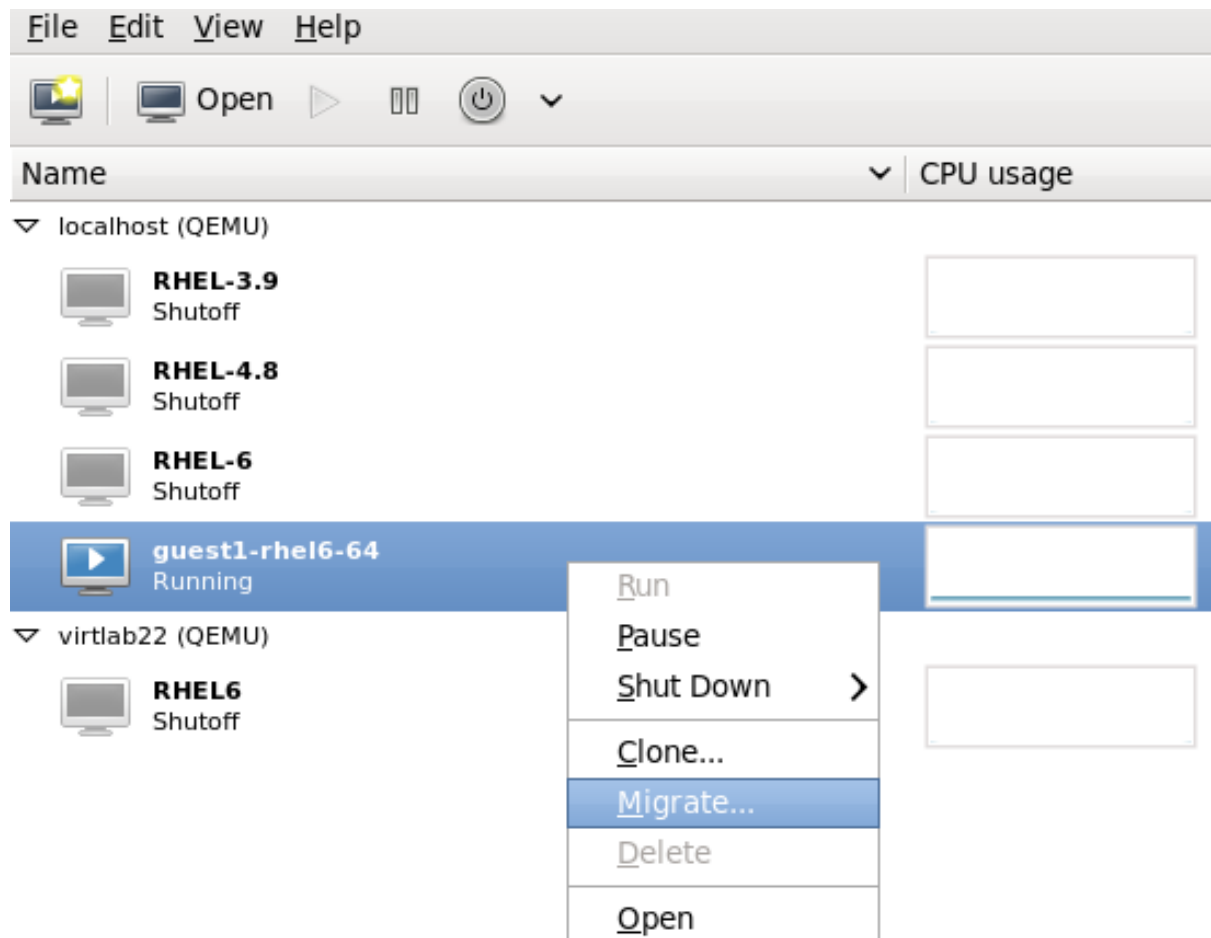 File Edit View Help
Open
Name CPU usage
localhost (QEMU)
RHEL-3.9
Shutoff
RHEL-4.8
Shutoff
RHEL-6
Shutoff
guest1-rhel6-64
Running
Run
Pause
Shut Down
Clone...
Migrate...
Delete
Open
virtlab22 (QEMU)
RHEL6
Shutoff